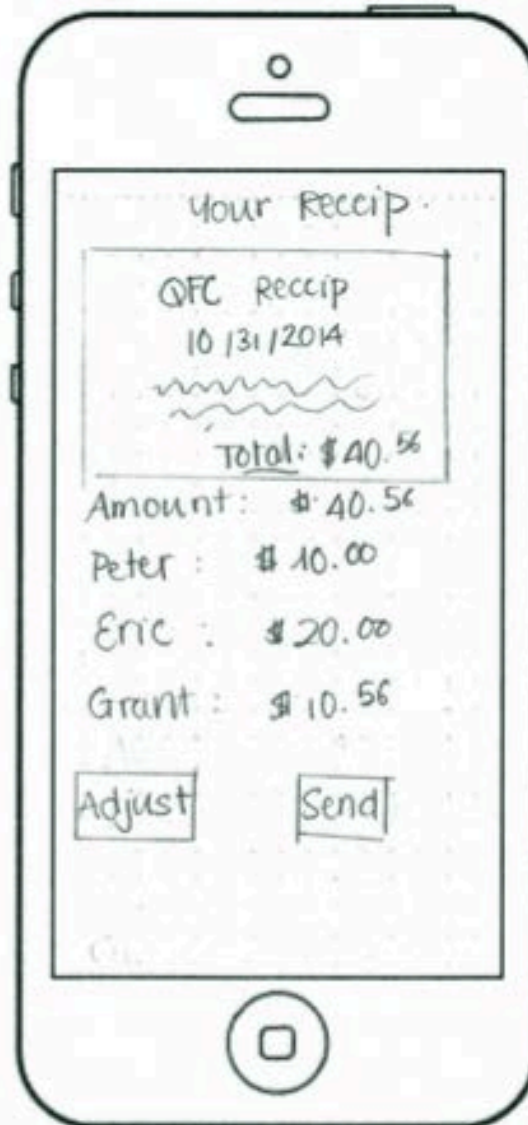 Your Receip.
QFC Receip
10/31/2014
Total: $40.56
Amount: $40.56
Peter: $10.00
Eric: $20.00
Grant: $10.56
Adjust
Send